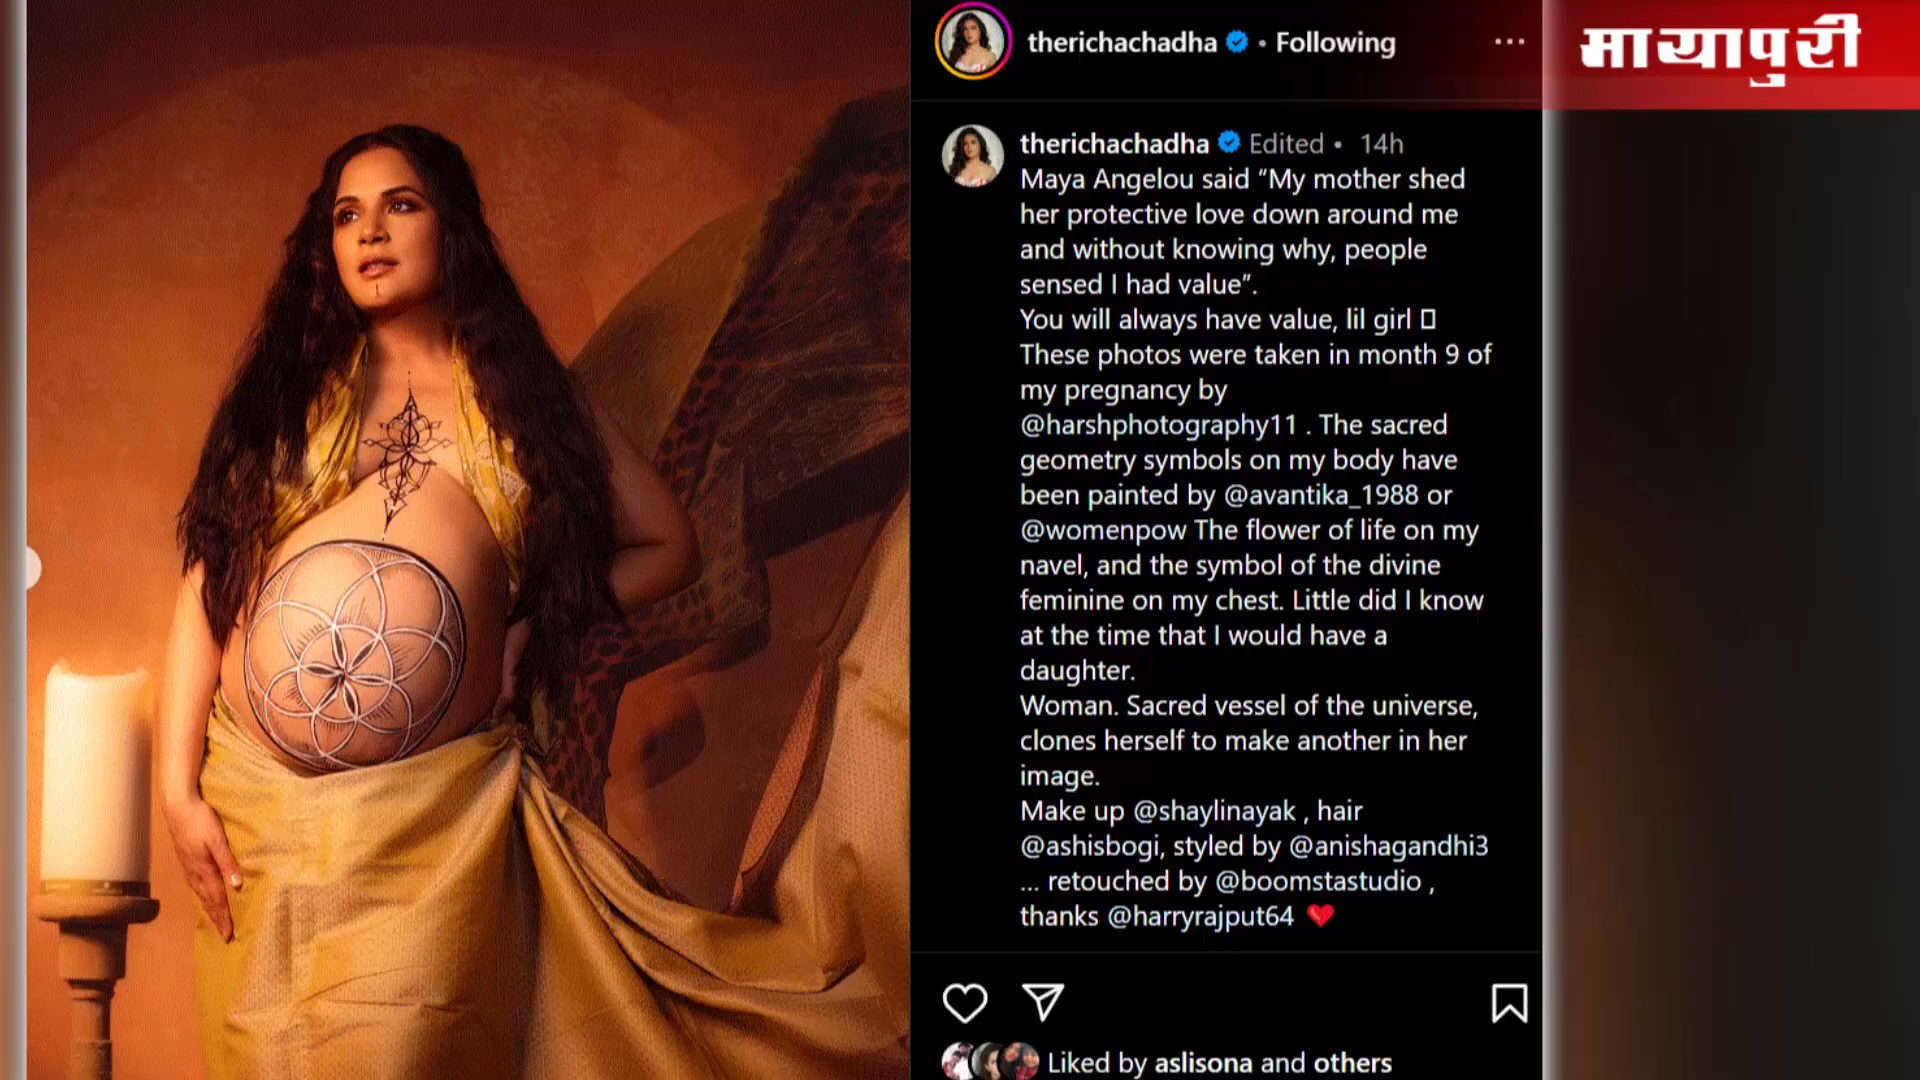 therichachadha • Following
मायापुरी
therichachadha Edited • 14h
Maya Angelou said “My mother shed
her protective love down around me
and without knowing why, people
sensed I had value”.
You will always have value, lil girl
These photos were taken in month 9 of
my pregnancy by
@harshphotography11 . The sacred
geometry symbols on my body have
been painted by @avantika_1988 or
@womenpow The flower of life on my
navel, and the symbol of the divine
feminine on my chest. Little did I know
at the time that I would have a
daughter.
Woman. Sacred vessel of the universe,
clones herself to make another in her
image.
Make up @shaylinayak , hair
@ashisbogi, styled by @anishagandhi3
... retouched by @boomstastudio ,
thanks @harryrajput64 ❤️
Liked by aslisona and others